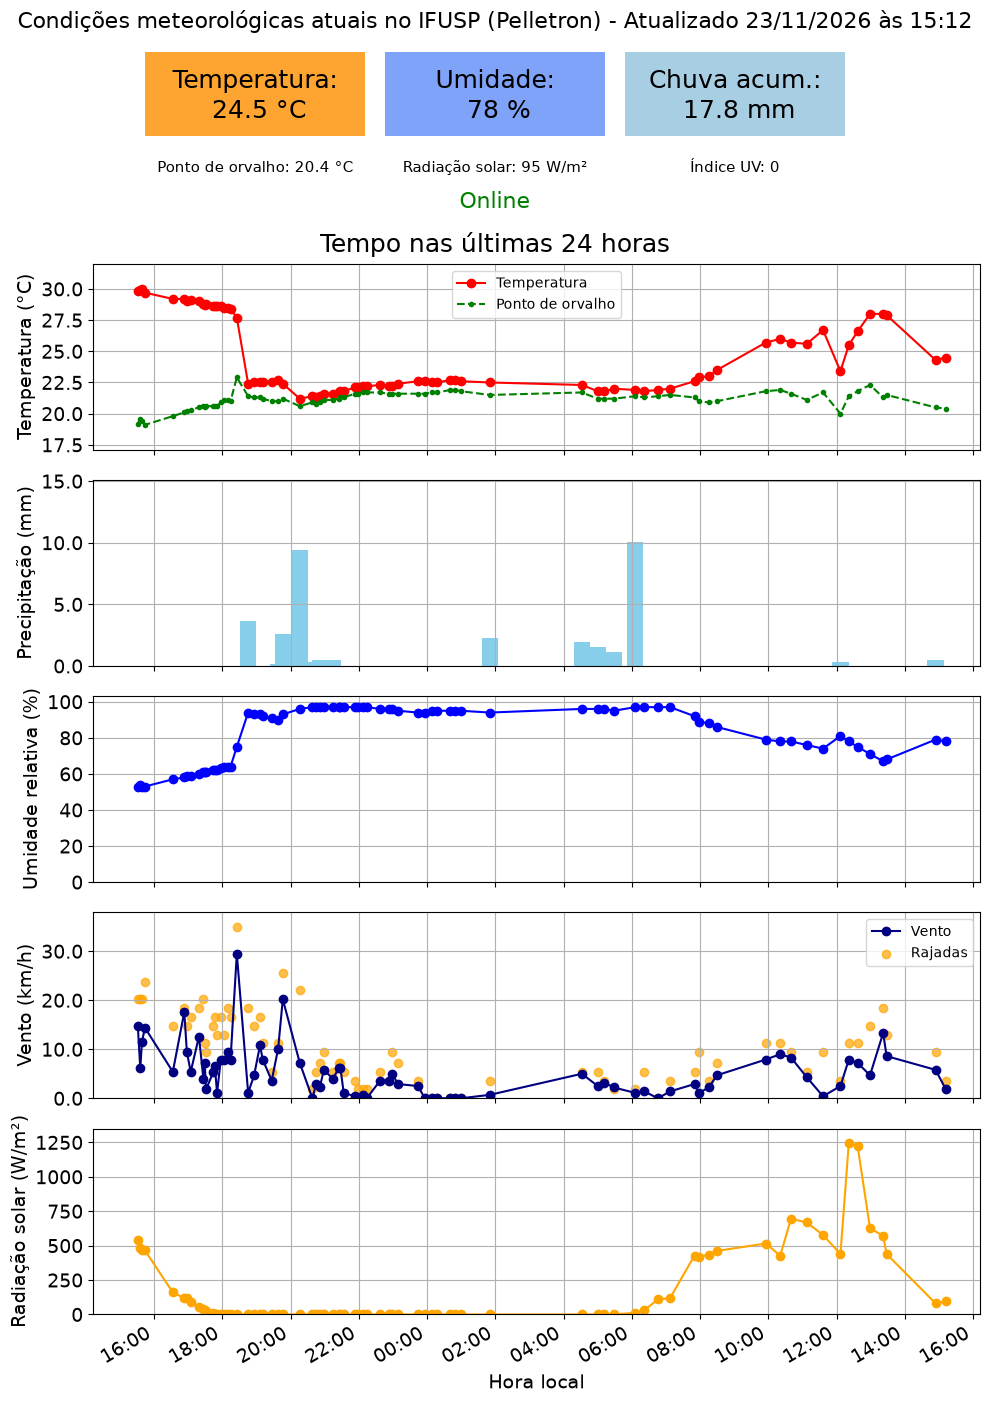 Condições meteorológicas atuais no IFUSP (Pelletron) - Atualizado 23/11/2026 às 15:12
Temperatura:
24.5 °C
Umidade:
78 %
Chuva acum.:
17.8 mm
Ponto de orvalho: 20.4 °C
Radiação solar: 95 W/m²
Índice UV: 0
Online
Tempo nas últimas 24 horas
Temperatura (°C)
30.0
27.5
25.0
22.5
20.0
17.5
Temperatura
Ponto de orvalho
Precipitação (mm)
15.0
10.0
5.0
0.0
Umidade relativa (%)
100
80
60
40
20
0
Vento (km/h)
30.0
20.0
10.0
0.0
Vento
Rajadas
Radiação solar (W/m²)
1250
1000
750
500
250
0
16:00
18:00
20:00
22:00
00:00
02:00
04:00
06:00
08:00
10:00
12:00
14:00
16:00
Hora local